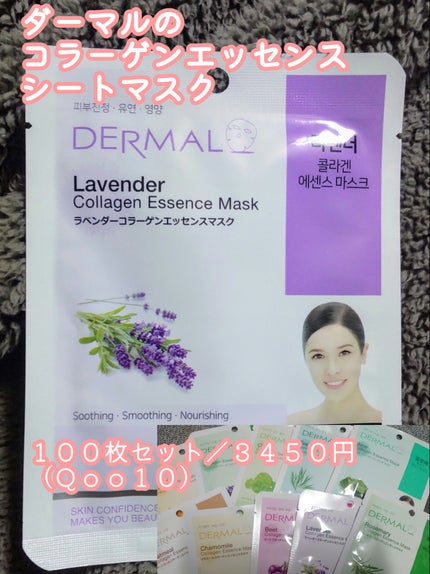 ダーマルの
コラーゲンエッセンス
シートマスク
피부진정・유연・영양
DERMAL
Lavender
Collagen Essence Mask
ラベンダーコラーゲンエッセンスマスク
콜라겐
에센스 마스크
Soothing・Smoothing・Nourishing
100枚セット/3450円
(Qoo10)
SKIN CONFIDENCE
MAKES YOU BEAU
DERMAL
DERMAL
DERMAL
Chamomile
Collagen Essence Mask
Beet
Lavender
Rosemary